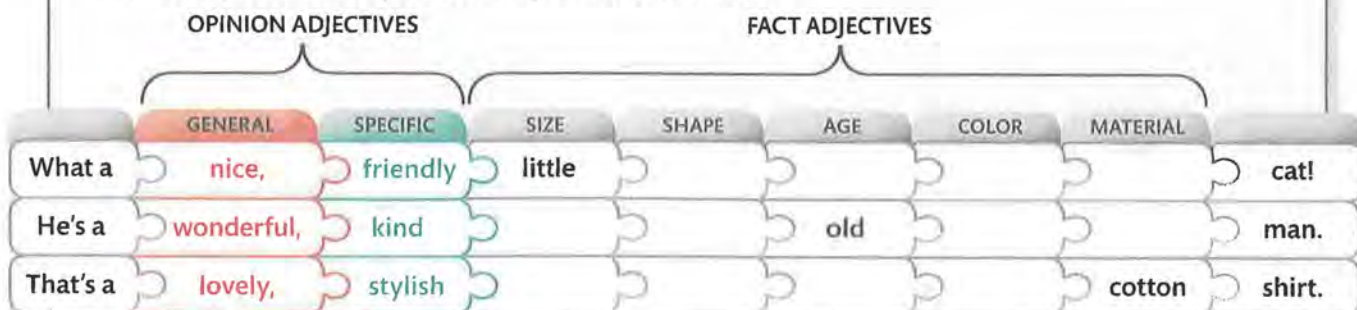 OPINION ADJECTIVES FACT ADJECTIVES
GENERAL SPECIFIC SIZE SHAPE AGE COLOR MATERIAL
What a nice, friendly little cat!
He's a wonderful, kind old man.
That's a lovely, stylish cotton shirt.